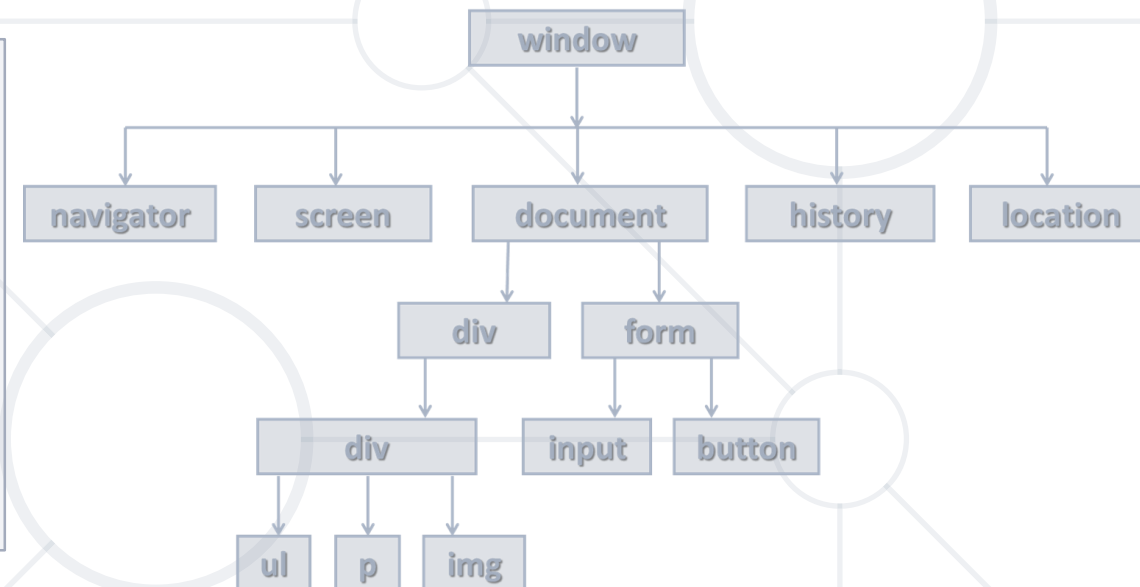 window
navigator
screen
document
history
location
div
form
div
input
button
ul
p
img